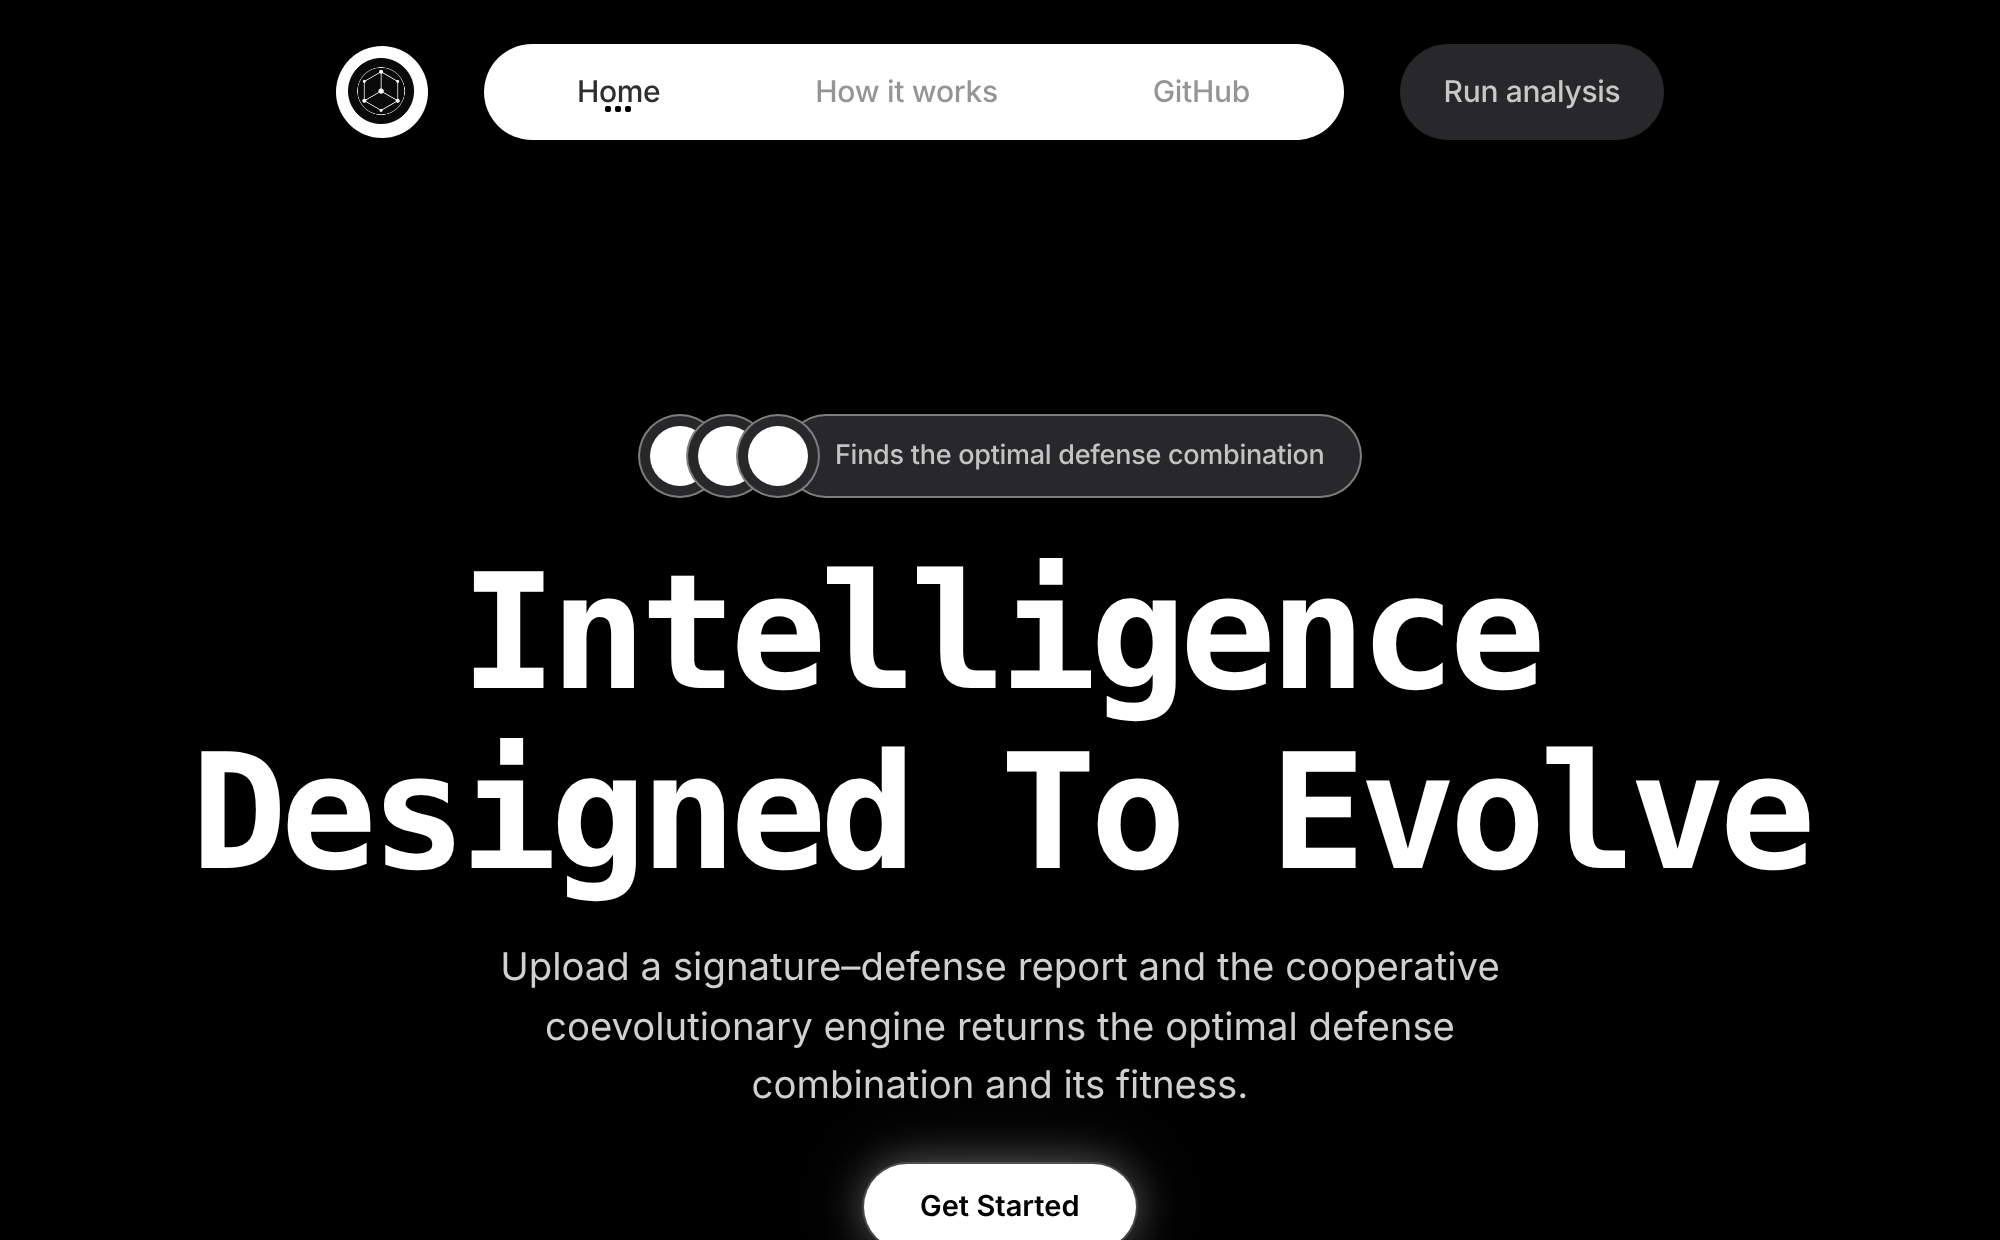 Home
How it works
GitHub
Run analysis
Finds the optimal defense combination
Intelligence
Designed To Evolve
Upload a signature–defense report and the cooperative
coevolutionary engine returns the optimal defense
combination and its fitness.
Get Started